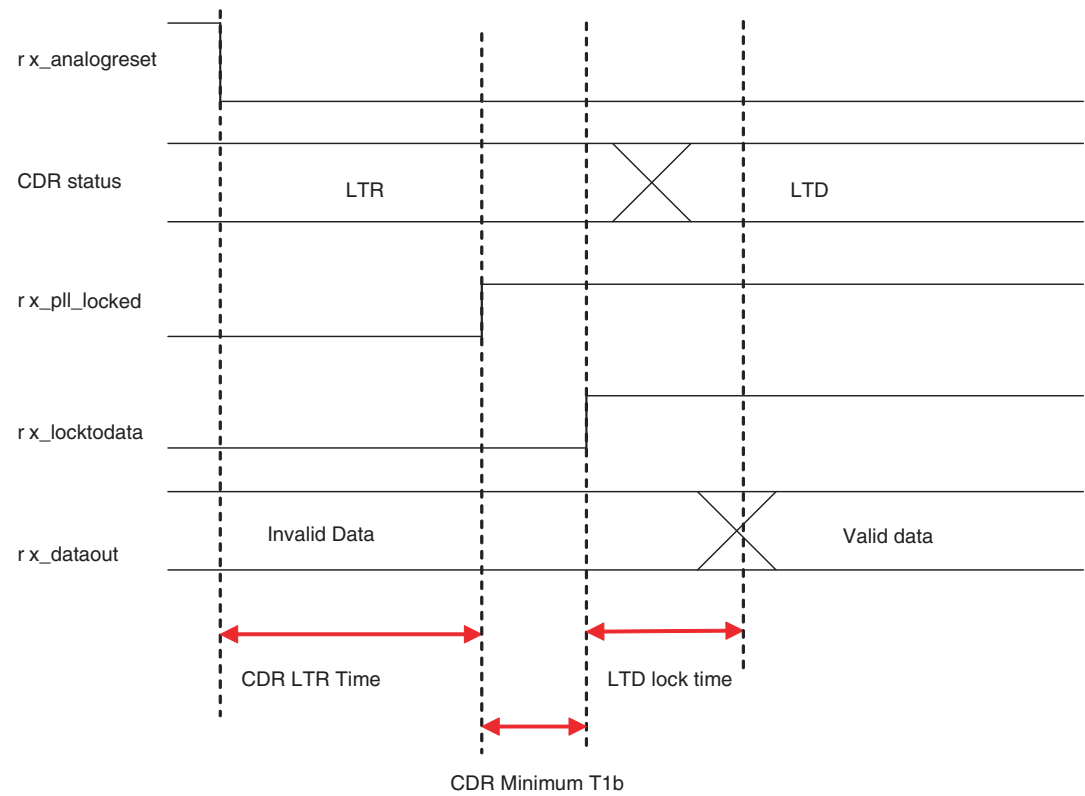 r x_analogreset
CDR status
LTR
LTD
r x_pll_locked
r x_locktodata
Invalid Data
Valid data
r x_dataout
CDR LTR Time
LTD lock time
CDR Minimum T1b